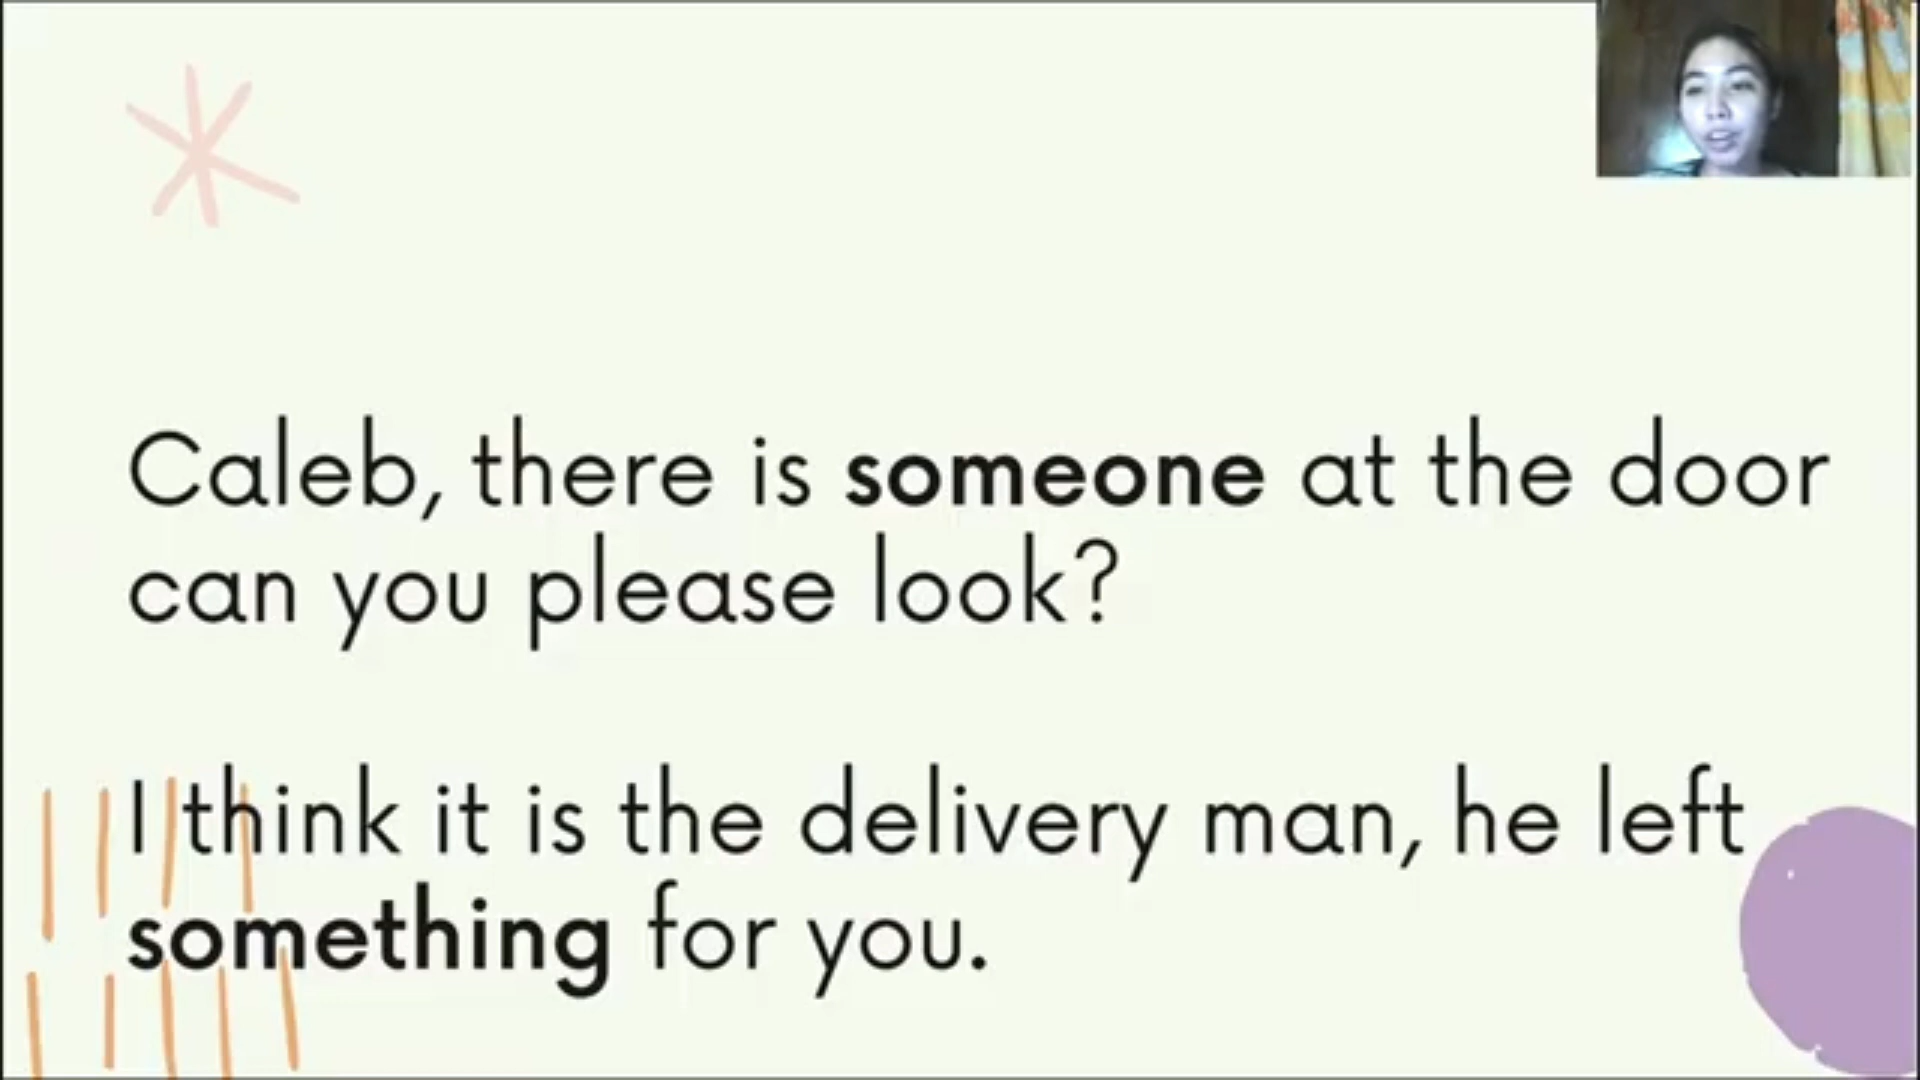 Caleb, there is someone at the door
can you please look?
I think it is the delivery man, he left
something for you.